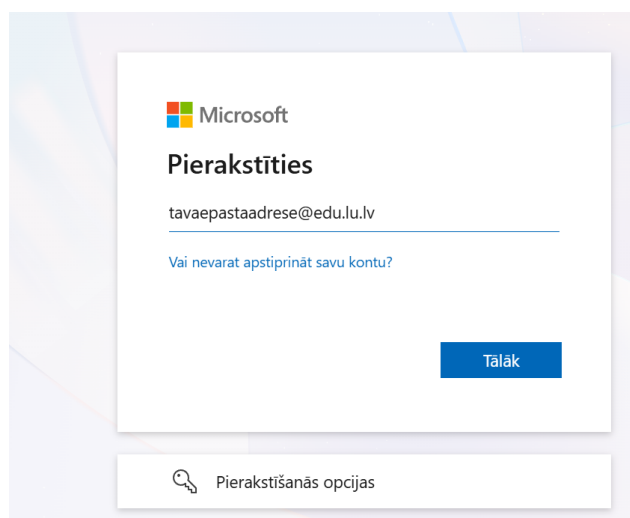 Microsoft
Pierakstīties
tavaepastaadrese@edu.lu.lv
Vai nevarat apstiprināt savu kontu?
Tālāk
Pierakstīšanās opcijas